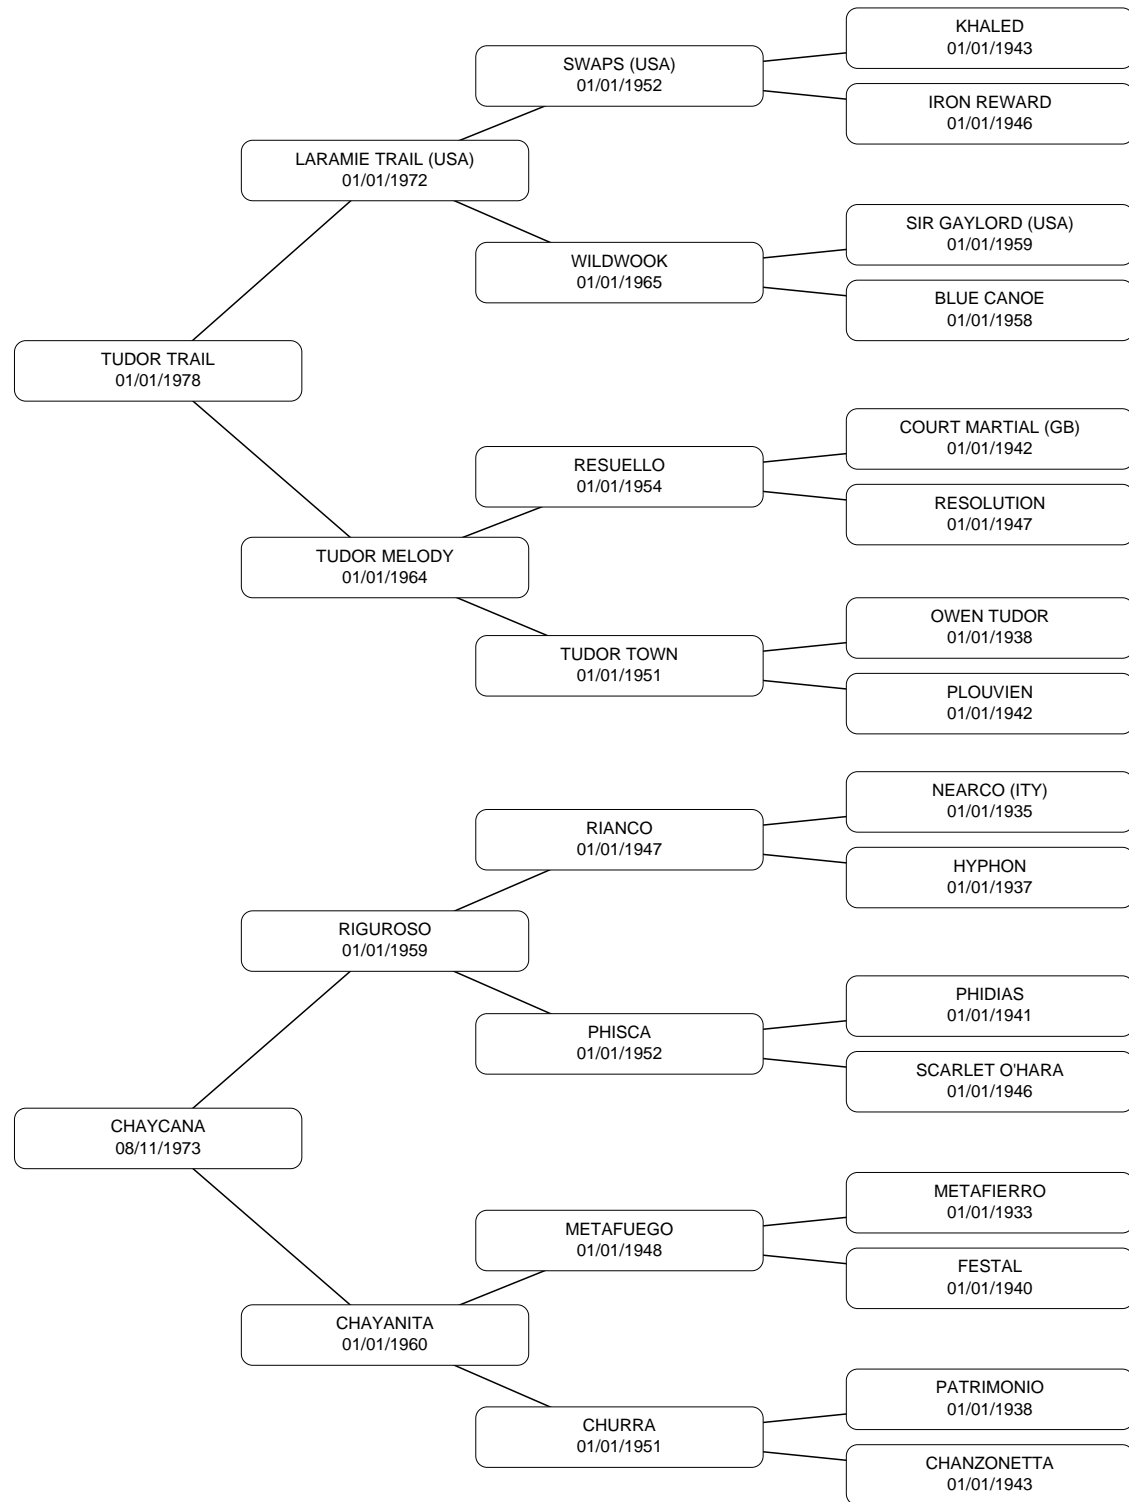 KHALED
01/01/1943
SWAPS (USA)
01/01/1952
IRON REWARD
01/01/1946
LARAMIE TRAIL (USA)
01/01/1972
SIR GAYLORD (USA)
01/01/1959
WILDWOOK
01/01/1965
BLUE CANOE
01/01/1958
TUDOR TRAIL
01/01/1978
COURT MARTIAL (GB)
01/01/1942
RESUELLO
01/01/1954
RESOLUTION
01/01/1947
TUDOR MELODY
01/01/1964
OWEN TUDOR
01/01/1938
TUDOR TOWN
01/01/1951
PLOUVIEN
01/01/1942
NEARCO (ITY)
01/01/1935
RIANCO
01/01/1947
HYPHON
01/01/1937
RIGUROSO
01/01/1959
PHIDIAS
01/01/1941
PHISCA
01/01/1952
SCARLET O'HARA
01/01/1946
CHAYCANA
08/11/1973
METAFIERRO
01/01/1933
METAFUEGO
01/01/1948
FESTAL
01/01/1940
CHAYANITA
01/01/1960
PATRIMONIO
01/01/1938
CHURRA
01/01/1951
CHANZONETTA
01/01/1943